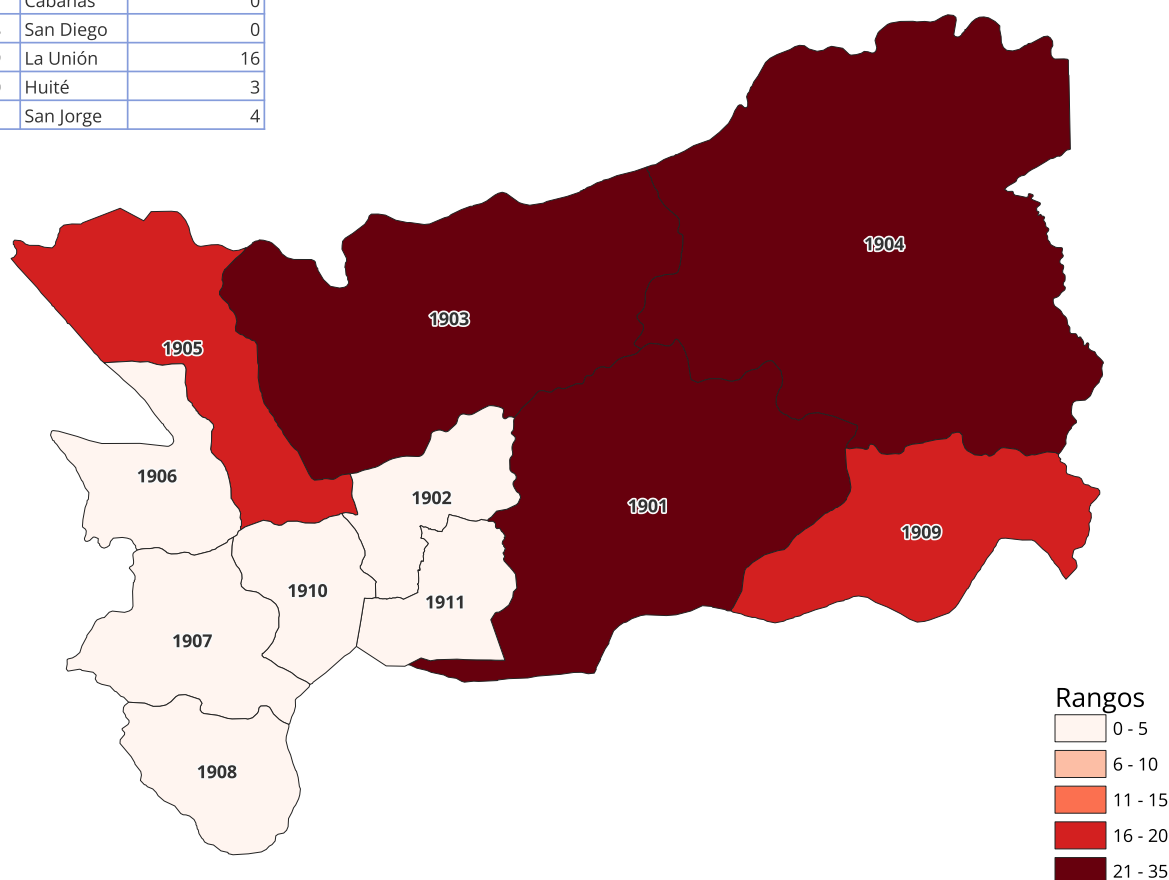 Cabañas 0
San Diego 0
La Unión 16
Huité 3
San Jorge 4
1904
1903
1905
1906
1902
1901
1909
1910
1911
1907
1908
Rangos
0 - 5
6 - 10
11 - 15
16 - 20
21 - 35